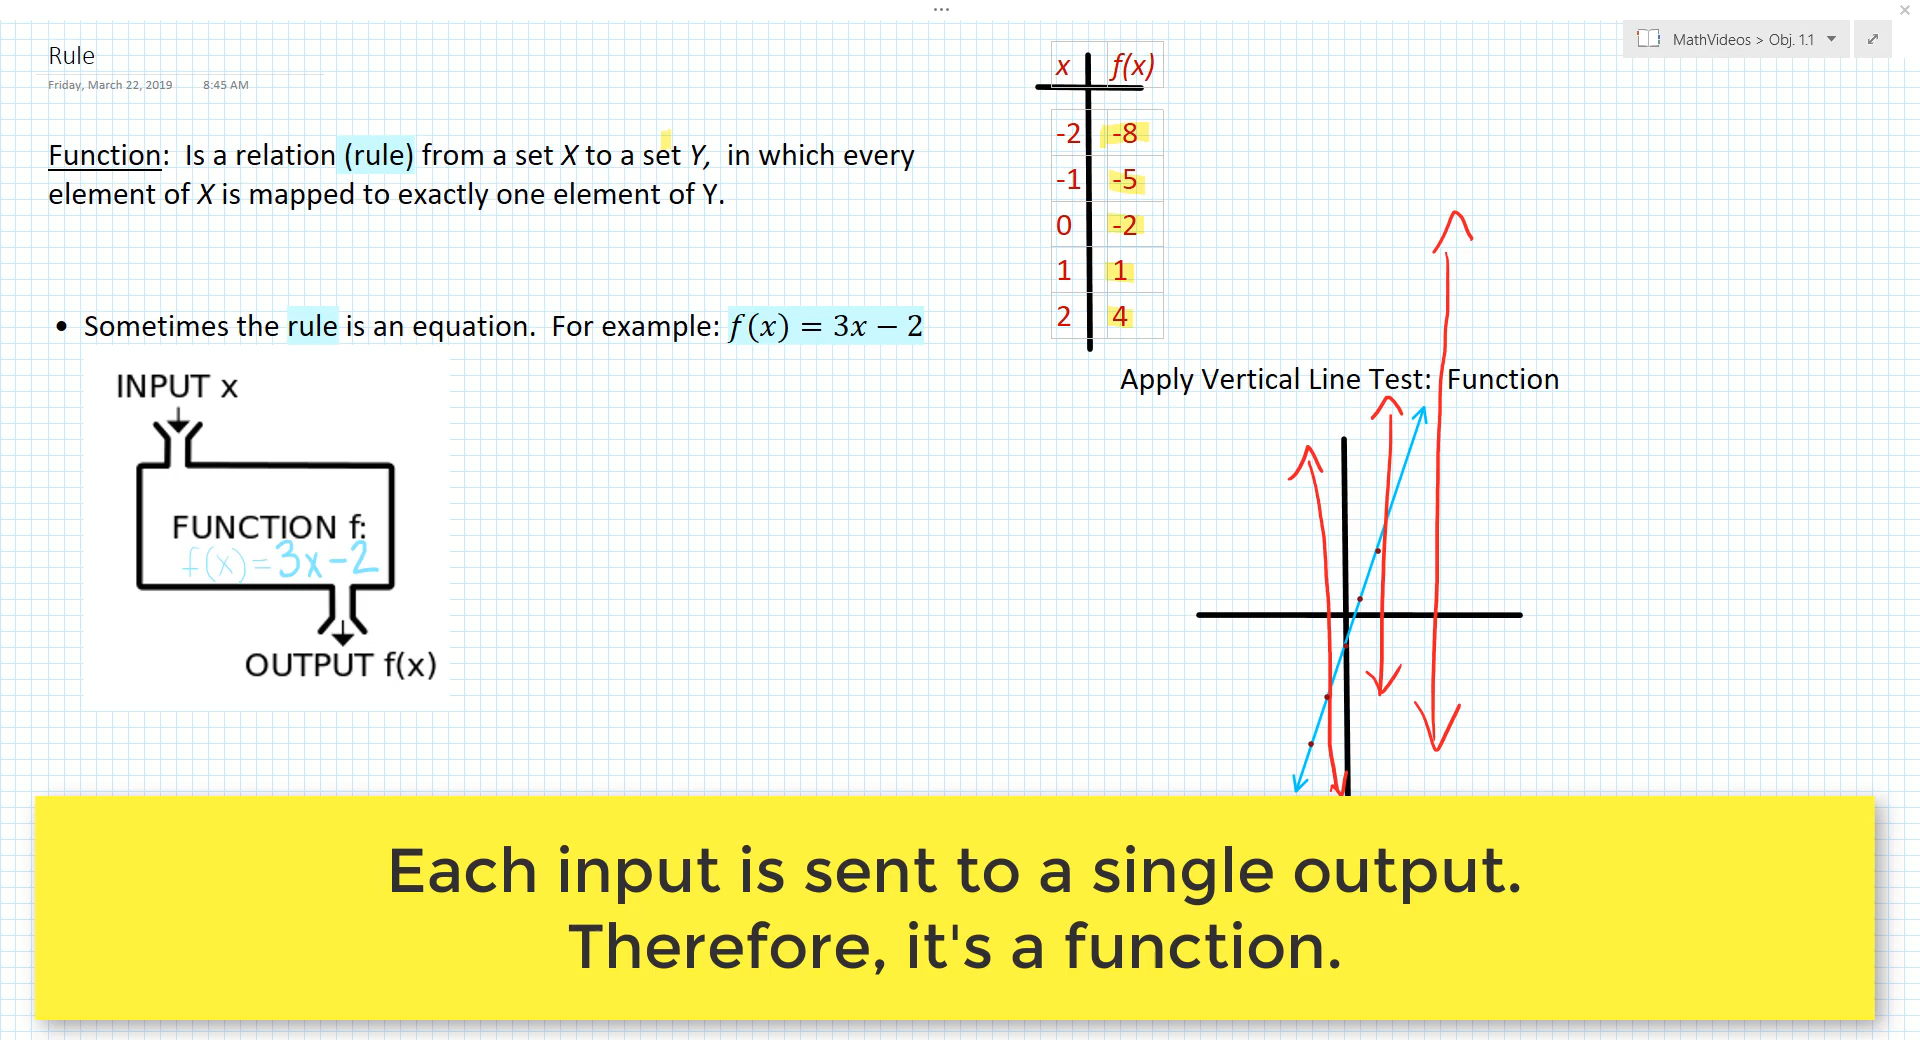 ...
MathVideos > Obj. 1.1
Rule
Friday, March 22, 2019 8:45 AM
Function: Is a relation (rule) from a set X to a set Y, in which every
element of X is mapped to exactly one element of Y.
• Sometimes the rule is an equation. For example: f(x) = 3x − 2
INPUT x
FUNCTION f:
f(x) = 3x − 2
OUTPUT f(x)
x f(x)
-2 -8
-1 -5
0 -2
1 1
2 4
Apply Vertical Line Test: Function
Each input is sent to a single output.
Therefore, it's a function.